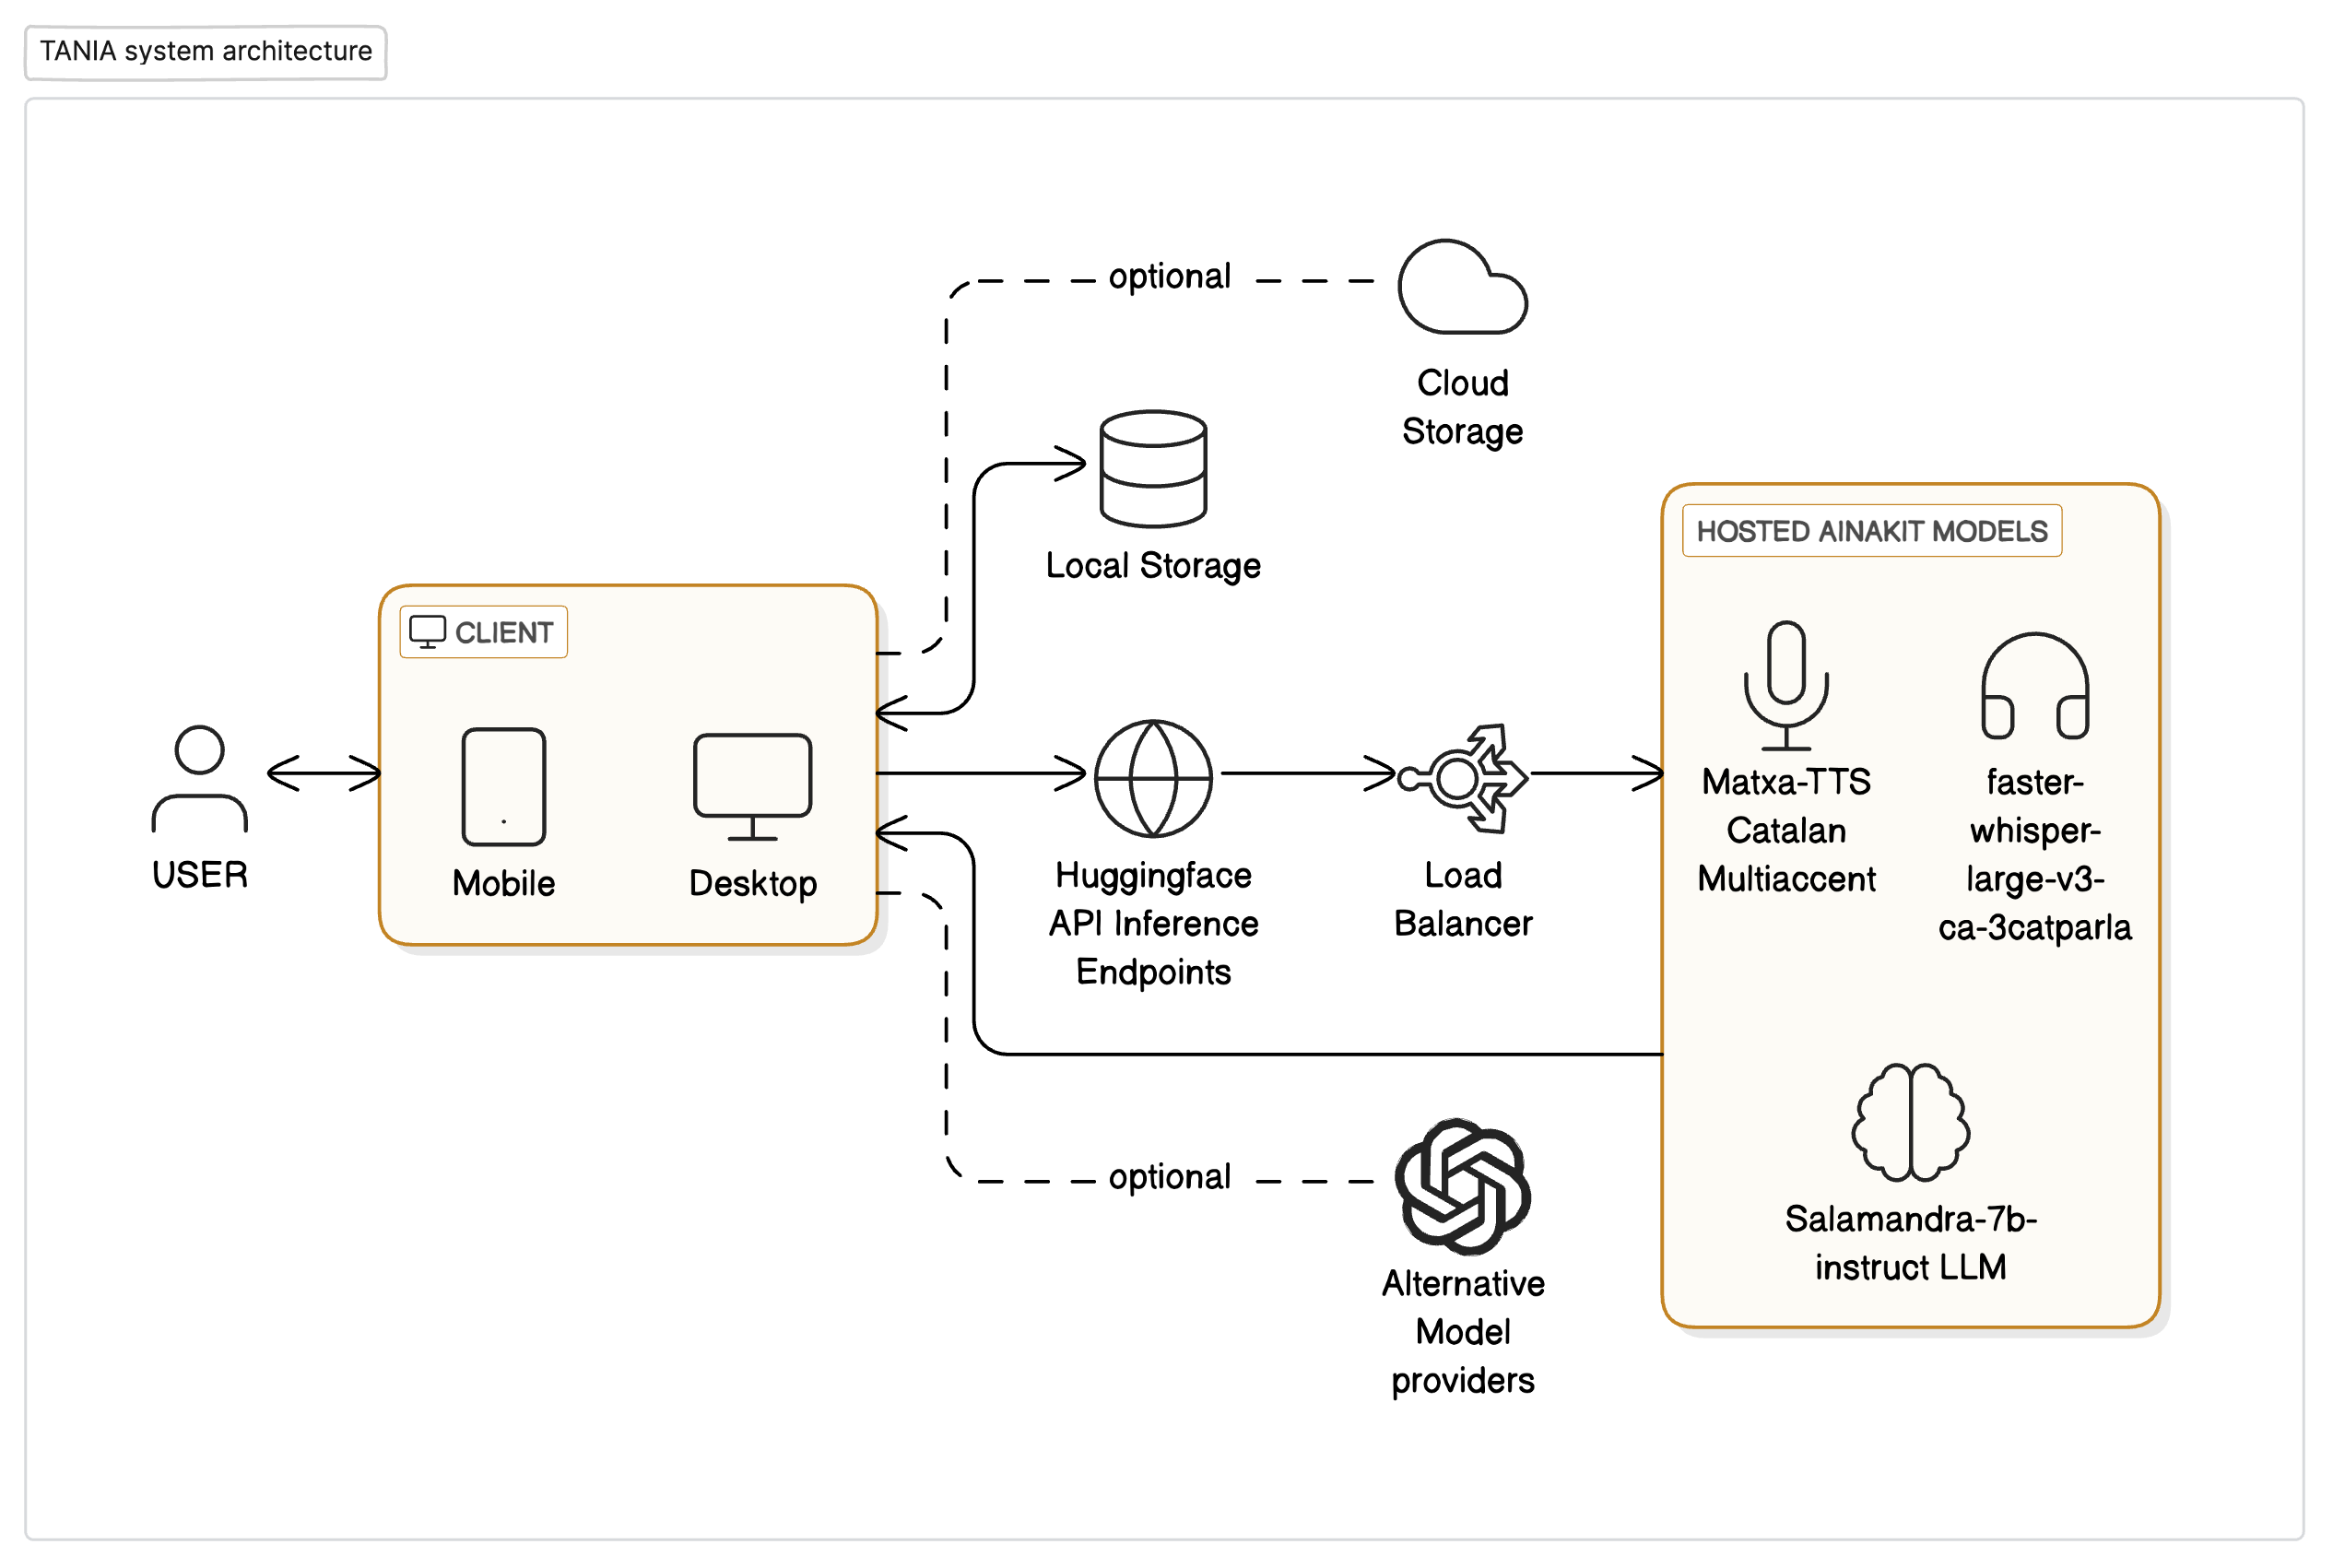 TANIA system architecture
optional
Cloud
Storage
Local Storage
HOSTED AINAKIT MODELS
CLIENT
USER
Mobile
Desktop
Huggingface
API Inference
Endpoints
Load
Balancer
Matxa-TTS
Catalan
Multiaccent
faster-
whisper-
large-v3-
ca-3catparla
Salamandra-7b-
instruct LLM
optional
Alternative
Model
providers